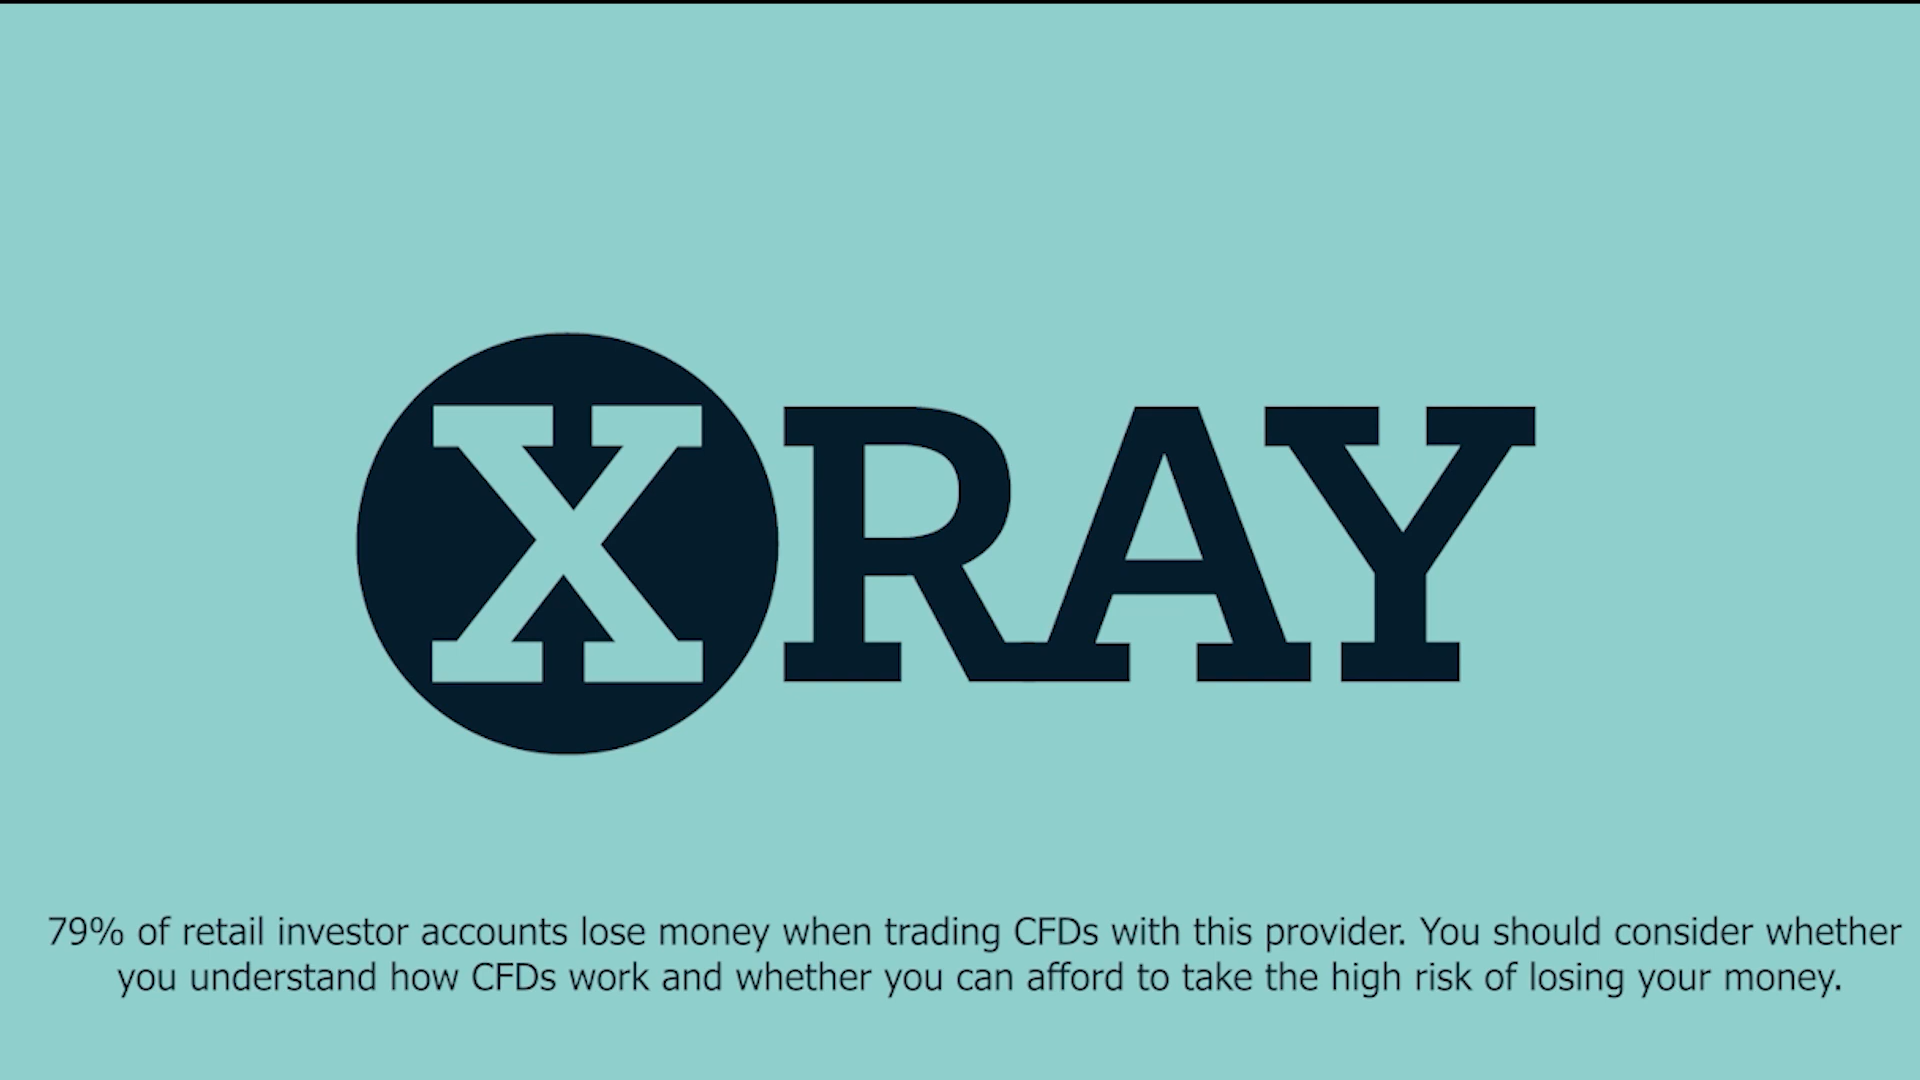 XRAY
79% of retail investor accounts lose money when trading CFDs with this provider. You should consider whether
you understand how CFDs work and whether you can afford to take the high risk of losing your money.